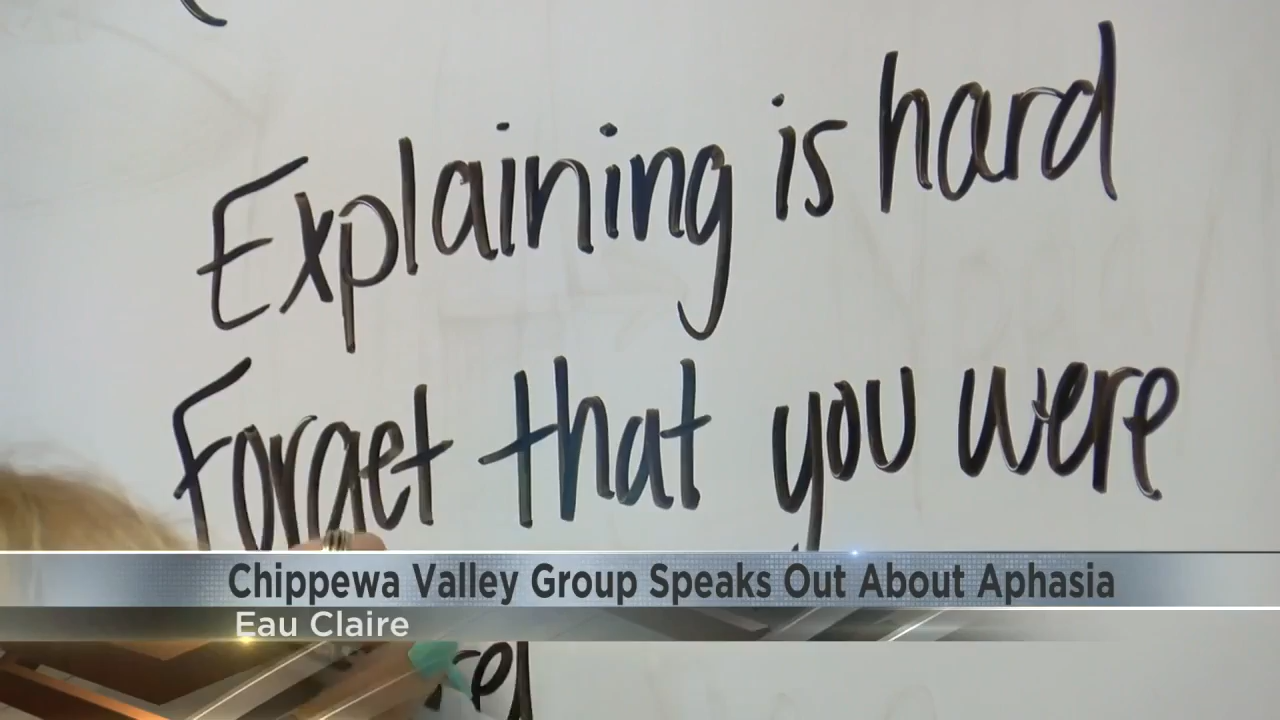 Explaining is hard
Forget that you were
Chippewa Valley Group Speaks Out About Aphasia
Eau Claire